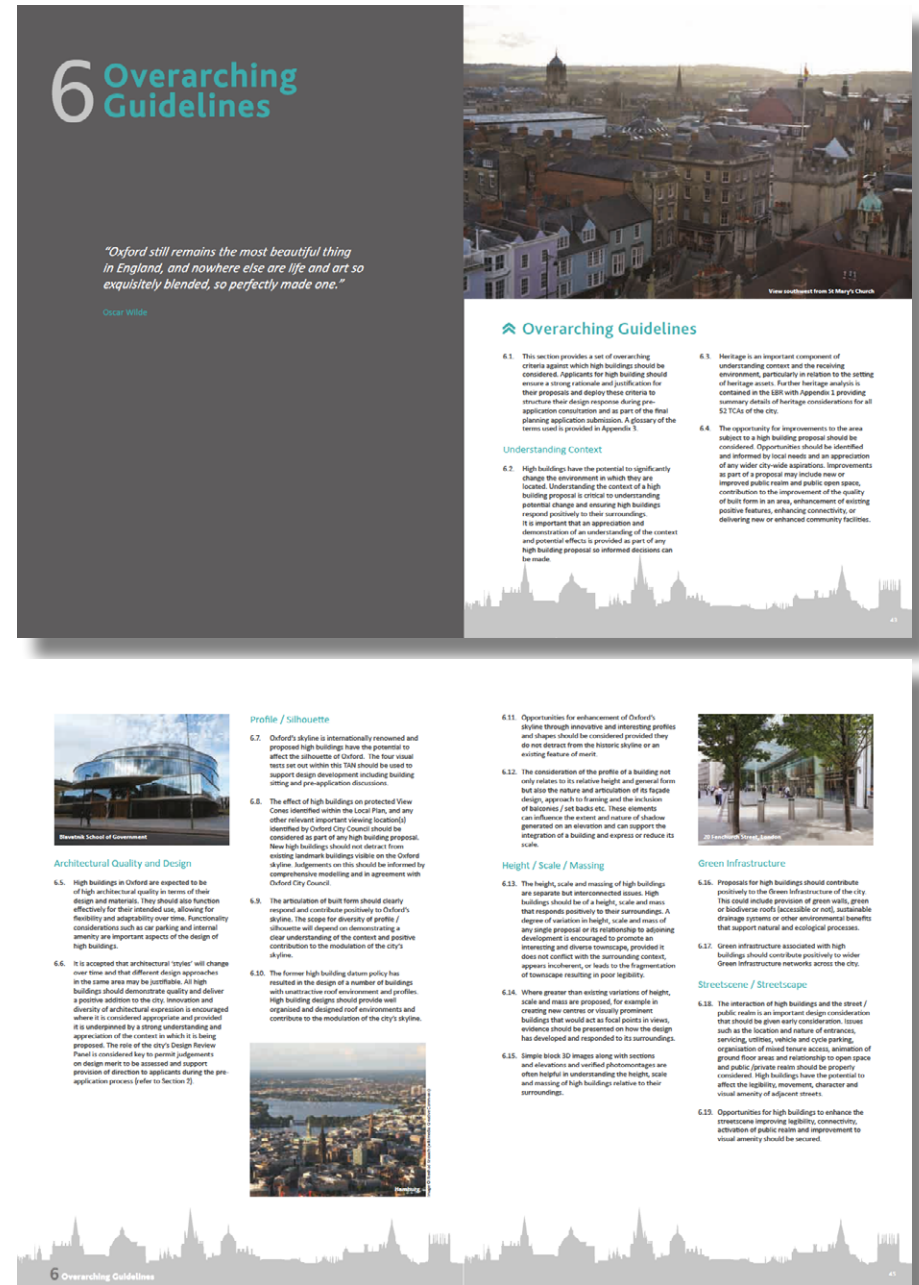 6 Overarching
Guidelines
"Oxford still remains the most beautiful thing
in England, and nowhere else are life and art so
exquisitely blended, so perfectly made one."
Oscar Wilde
View southwest from St Mary's Church
Overarching Guidelines
6.1. This section provides a set of overarching
criteria against which high buildings should be
considered. Applicants for high building should
ensure a strong rationale and justification for
their proposals and deploy these criteria to
structure their design response during pre-
application consultation and as part of the final
planning application submission. A glossary of the
terms used is provided in Appendix 3.
Understanding Context
6.2. High buildings have the potential to significantly
change the environment in which they are
located. Understanding the context of a high
building proposal is critical to understanding
potential change and ensuring high buildings
respond positively to their surroundings.
It is important that an appreciation and
demonstration of an understanding of the context
and potential effects is provided as part of any
high building proposal so informed decisions can
be made.
6.3. Heritage is an important component of
understanding context and the receiving
environment, particularly in relation to the setting
of heritage assets. Further heritage analysis is
contained in the EBR with Appendix 1 providing
summary details of heritage considerations for all
52 TCAs of the city.
6.4. The opportunity for improvements to the area
subject to a high building proposal should be
considered. Opportunities should be identified
and informed by local needs and an appreciation
of any wider city-wide aspirations. Improvements
as part of a proposal may include new or
improved public realm and public open space,
contribution to the improvement of the quality
of built form in an area, enhancement of existing
positive features, enhancing connectivity, or
delivering new or enhanced community facilities.
Blavatnik School of Government
Architectural Quality and Design
6.5. High buildings in Oxford are expected to be
of high architectural quality in terms of their
design and materials. They should also function
effectively for their intended use, allowing for
flexibility and adaptability over time. Functionality
considerations such as car parking and internal
amenity are important aspects of the design of
high buildings.
6.6. It is accepted that architectural 'styles' will change
over time and that different design approaches
in the same area may be justifiable. All high
buildings should demonstrate quality and deliver
a positive addition to the city. Innovation and
diversity of architectural expression is encouraged
where it is considered appropriate and provided
it is underpinned by a strong understanding and
appreciation of the context in which it is being
proposed. The role of the city's Design Review
Panel is considered key to permit judgements
on design merit to be assessed and support
provision of direction to applicants during the pre-
application process (refer to Section 2).
Profile / Silhouette
6.7. Oxford's skyline is internationally renowned and
proposed high buildings have the potential to
affect the silhouette of Oxford. The four visual
tests set out within this TAN should be used to
support design development including building
sitting and pre-application discussions.
6.8. The effect of high buildings on protected View
Cones identified within the Local Plan, and any
other relevant important viewing location(s)
identified by Oxford City Council should be
considered as part of any high building proposal.
New high buildings should not detract from
existing landmark buildings visible on the Oxford
skyline. Judgements on this should be informed by
comprehensive modelling and in agreement with
Oxford City Council.
6.9. The articulation of built form should clearly
respond and contribute positively to Oxford's
skyline. The scope for diversity of profile /
silhouette will depend on demonstrating a
clear understanding of the context and positive
contribution to the modulation of the city's
skyline.
6.10. The former high building datum policy has
resulted in the design of a number of buildings
with unattractive roof environment and profiles.
High building designs should provide well
organised and designed roof environments and
contribute to the modulation of the city's skyline.
Hamburg
6.11. Opportunities for enhancement of Oxford's
skyline through innovative and interesting profiles
and shapes should be considered provided they
do not detract from the historic skyline or an
existing feature of merit.
6.12. The consideration of the profile of a building not
only relates to its relative height and general form
but also the nature and articulation of its façade
design, approach to framing and the inclusion
of balconies / set backs etc. These elements
can influence the extent and nature of shadow
generated on an elevation and can support the
integration of a building and express or reduce its
scale.
Height / Scale / Massing
6.13. The height, scale and massing of high buildings
are separate but interconnected issues. High
buildings should be of a height, scale and mass
that responds positively to their surroundings. A
degree of variation in height, scale and mass of
any single proposal or its relationship to adjoining
development is encouraged to promote an
interesting and diverse townscape, provided it
does not conflict with the surrounding context,
appears incoherent, or leads to the fragmentation
of townscape resulting in poor legibility.
6.14. Where greater than existing variations of height,
scale and mass are proposed, for example in
creating new centres or visually prominent
buildings that would act as focal points in views,
evidence should be presented on how the design
has developed and responded to its surroundings.
6.15. Simple block 3D images along with sections
and elevations and verified photomontages are
often helpful in understanding the height, scale
and massing of high buildings relative to their
surroundings.
20 Fenchurch Street, London
Green Infrastructure
6.16. Proposals for high buildings should contribute
positively to the Green Infrastructure of the city.
This could include provision of green walls, green
or biodiverse roofs (accessible or not), sustainable
drainage systems or other environmental benefits
that support natural and ecological processes.
6.17. Green infrastructure associated with high
buildings should contribute positively to wider
Green Infrastructure networks across the city.
Streetscene / Streetscape
6.18. The interaction of high buildings and the street /
public realm is an important design consideration
that should be given early consideration. Issues
such as the location and nature of entrances,
servicing, utilities, vehicle and cycle parking,
organisation of mixed tenure access, animation of
ground floor areas and relationship to open space
and public /private realm should be properly
considered. High buildings have the potential to
affect the legibility, movement, character and
visual amenity of adjacent streets.
6.19. Opportunities for high buildings to enhance the
streetscene improving legibility, connectivity,
activation of public realm and improvement to
visual amenity should be secured.
6 Overarching Guidelines